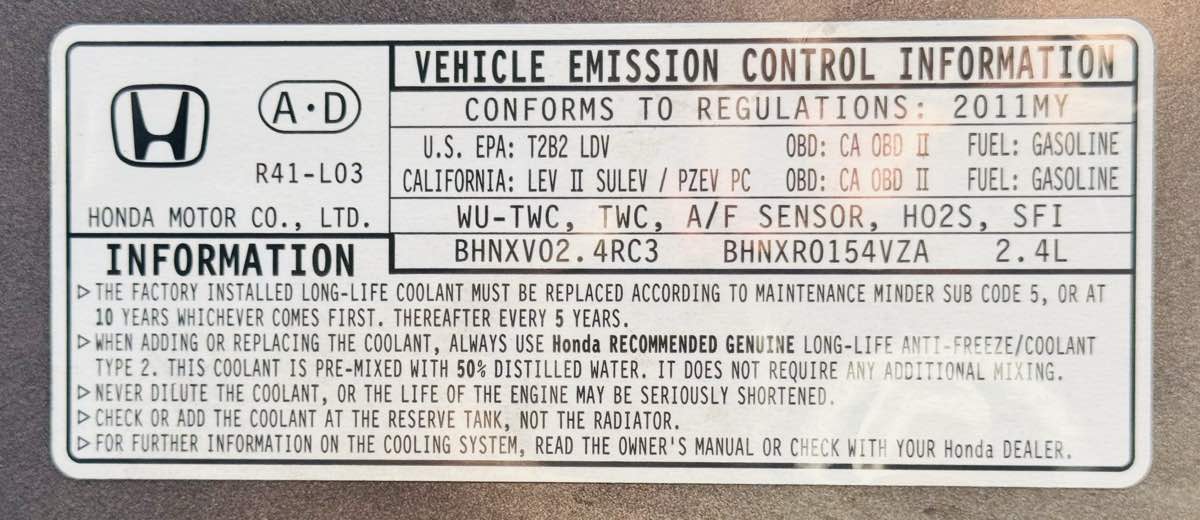 A·D
R41-L03
HONDA MOTOR CO., LTD.
VEHICLE EMISSION CONTROL INFORMATION
CONFORMS TO REGULATIONS: 2011MY
U.S. EPA: T2B2 LDV OBD: CA OBD II FUEL: GASOLINE
CALIFORNIA: LEV II SULEV / PZEV PC OBD: CA OBD II FUEL: GASOLINE
WU-TWC, TWC, A/F SENSOR, HO2S, SFI
BHNXV02.4RC3 BHNXR0154VZA 2.4L
INFORMATION
▷THE FACTORY INSTALLED LONG-LIFE COOLANT MUST BE REPLACED ACCORDING TO MAINTENANCE MINDER SUB CODE 5, OR AT
10 YEARS WHICHEVER COMES FIRST. THEREAFTER EVERY 5 YEARS.
▷WHEN ADDING OR REPLACING THE COOLANT, ALWAYS USE Honda RECOMMENDED GENUINE LONG-LIFE ANTI-FREEZE/COOLANT
TYPE 2. THIS COOLANT IS PRE-MIXED WITH 50% DISTILLED WATER. IT DOES NOT REQUIRE ANY ADDITIONAL MIXING.
▷NEVER DILUTE THE COOLANT, OR THE LIFE OF THE ENGINE MAY BE SERIOUSLY SHORTENED.
▷CHECK OR ADD THE COOLANT AT THE RESERVE TANK, NOT THE RADIATOR.
▷FOR FURTHER INFORMATION ON THE COOLING SYSTEM, READ THE OWNER'S MANUAL OR CHECK WITH YOUR Honda DEALER.